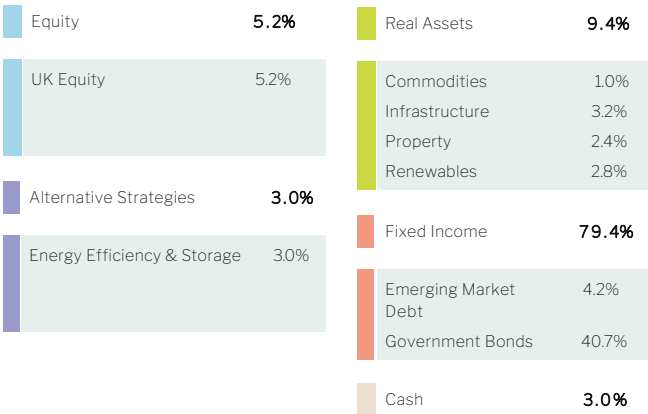 Equity 5.2%
UK Equity 5.2%
Alternative Strategies 3.0%
Energy Efficiency & Storage 3.0%
Real Assets 9.4%
Commodities 1.0%
Infrastructure 3.2%
Property 2.4%
Renewables 2.8%
Fixed Income 79.4%
Emerging Market 4.2%
Debt
Government Bonds 40.7%
Cash 3.0%